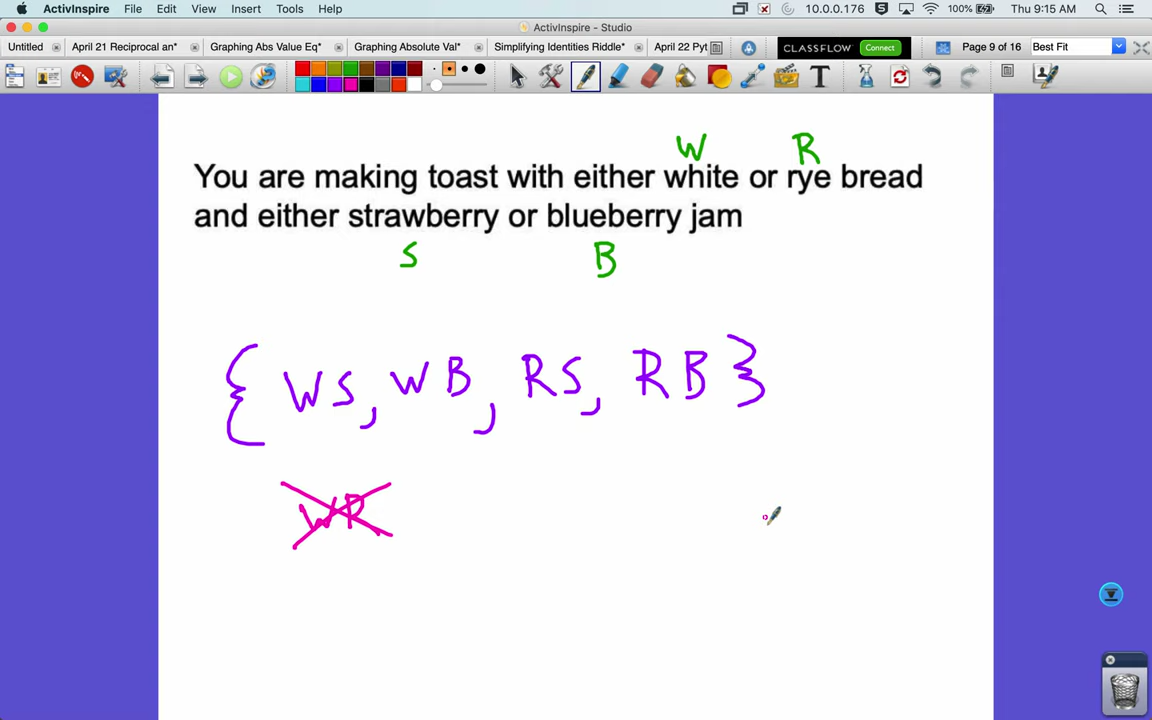 ActivInspire File Edit View Insert Tools Help 10.0.0.176 100% Thu 9:15 AM
ActivInspire - Studio
Untitled April 21 Reciprocal an* Graphing Abs Value Eq* Graphing Absolute Val* Simplifying Identities Riddle* April 22 Pyt CLASSFLOW Connect Page 9 of 16 Best Fit
W R
You are making toast with either white or rye bread
and either strawberry or blueberry jam
S B
{ WS, WB, RS, RB }
WR